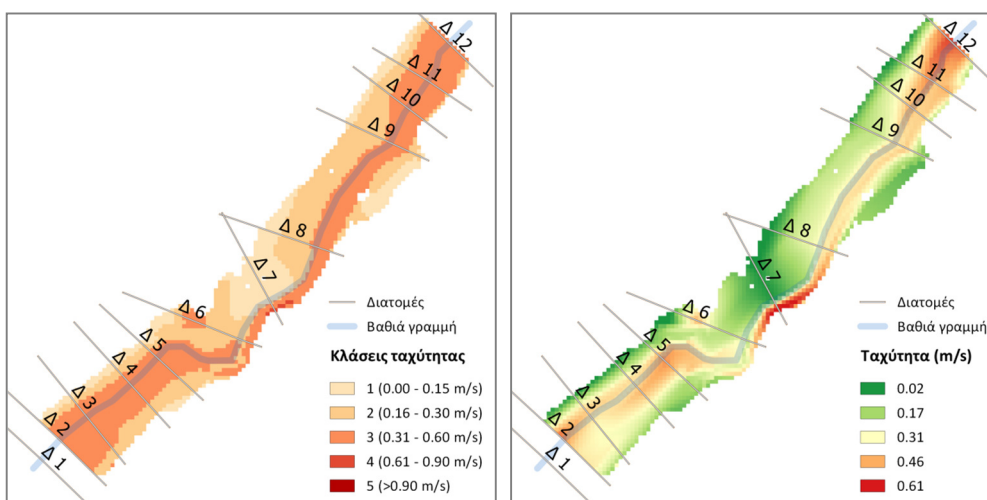 Δ 12
Δ 11
Δ 10
Δ 9
Δ 8
Δ 7
Δ 6
Δ 5
Δ 4
Δ 3
Δ 2
Δ 1
Διατομές
Βαθιά γραμμή
Κλάσεις ταχύτητας
1 (0.00 - 0.15 m/s)
2 (0.16 - 0.30 m/s)
3 (0.31 - 0.60 m/s)
4 (0.61 - 0.90 m/s)
5 (>0.90 m/s)
Δ 12
Δ 11
Δ 10
Δ 9
Δ 8
Δ 7
Δ 6
Δ 5
Δ 4
Δ 3
Δ 2
Δ 1
Διατομές
Βαθιά γραμμή
Ταχύτητα (m/s)
0.02
0.17
0.31
0.46
0.61